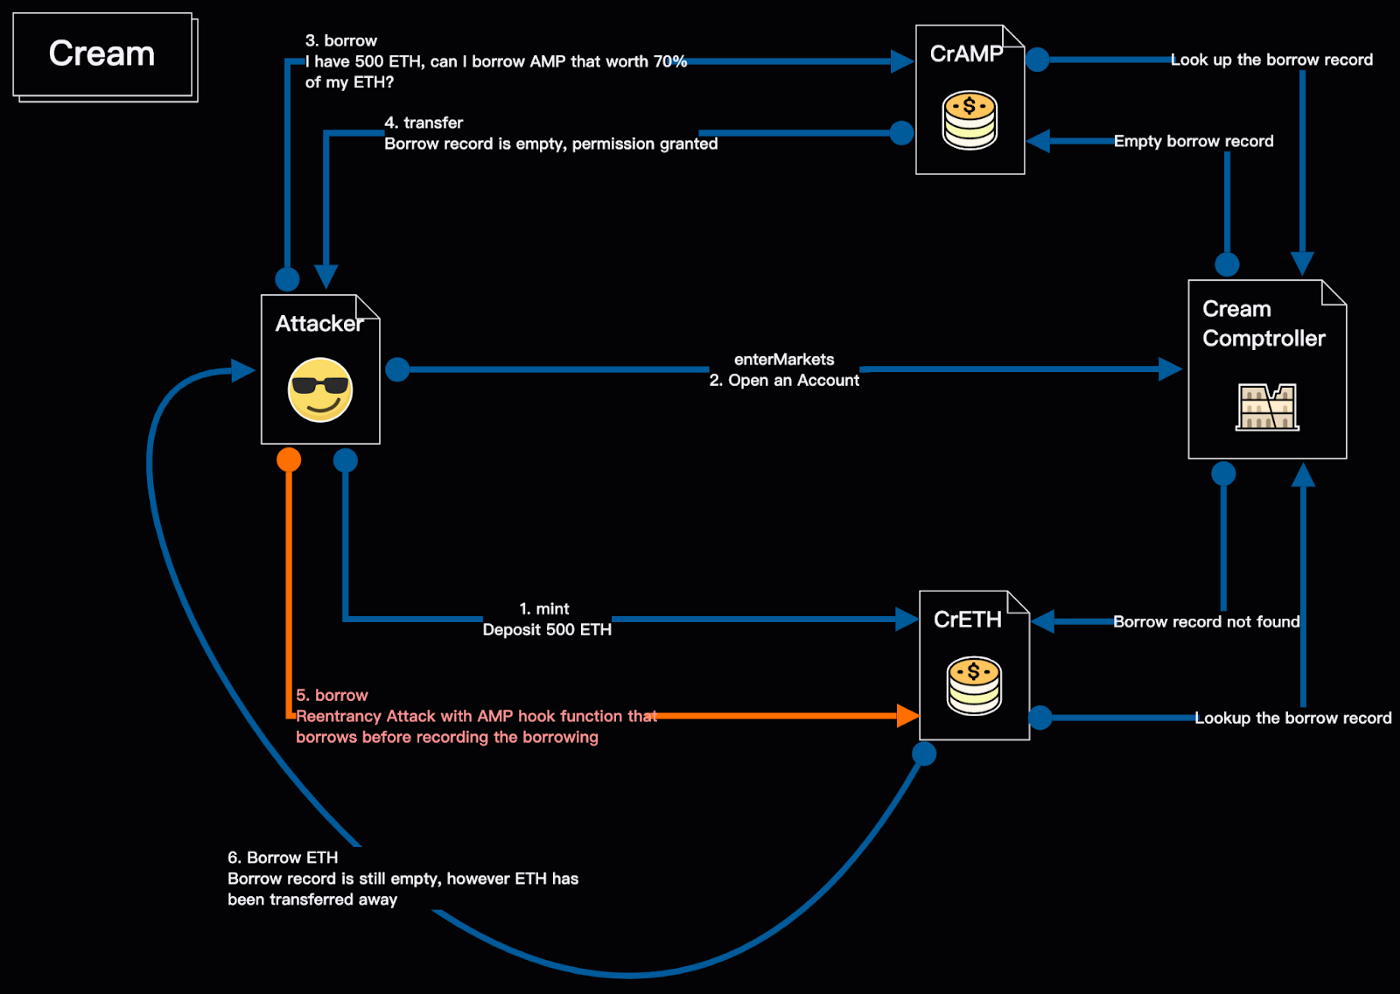 Cream
3. borrow
I have 500 ETH, can I borrow AMP that worth 70%
of my ETH?
4. transfer
Borrow record is empty, permission granted
CrAMP
Look up the borrow record
Empty borrow record
Attacker
enterMarkets
2. Open an Account
Cream
Comptroller
1. mint
Deposit 500 ETH
CrETH
Borrow record not found
5. borrow
Reentrancy Attack with AMP hook function that
borrows before recording the borrowing
Lookup the borrow record
6. Borrow ETH
Borrow record is still empty, however ETH has
been transferred away